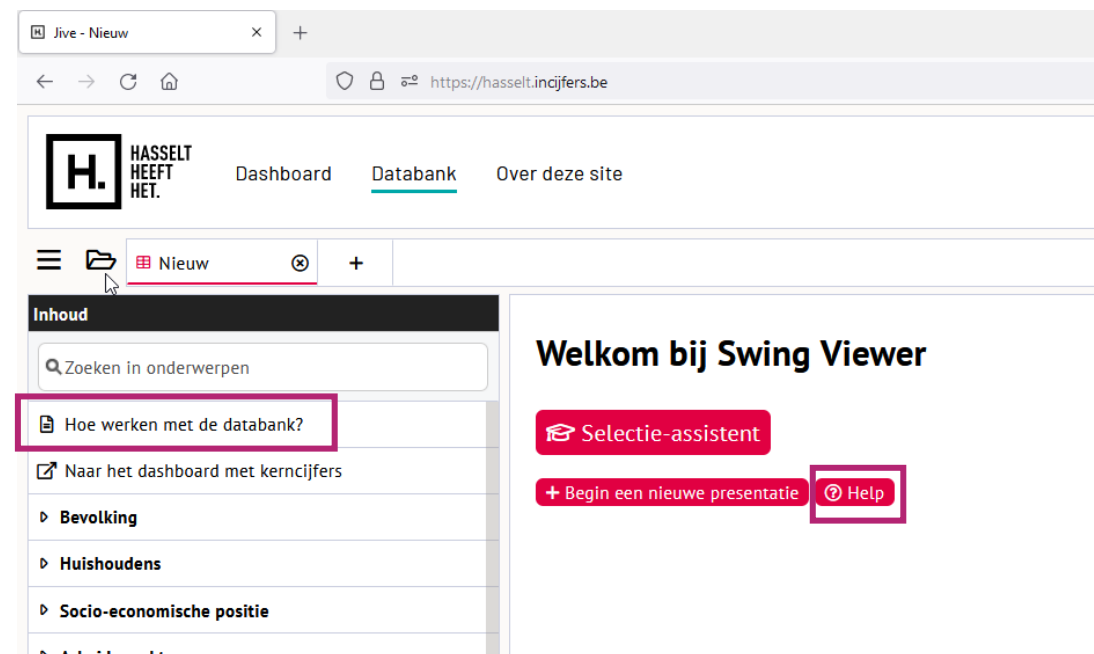 Jive - Nieuw
https://hasselt.incijfers.be
H. HASSELT
HEEFT
HET.
Dashboard Databank Over deze site
Nieuw
Inhoud
Zoeken in onderwerpen
Hoe werken met de databank?
Naar het dashboard met kerncijfers
Bevolking
Huishoudens
Socio-economische positie
Welkom bij Swing Viewer
Selectie-assistent
+ Begin een nieuwe presentatie
Help